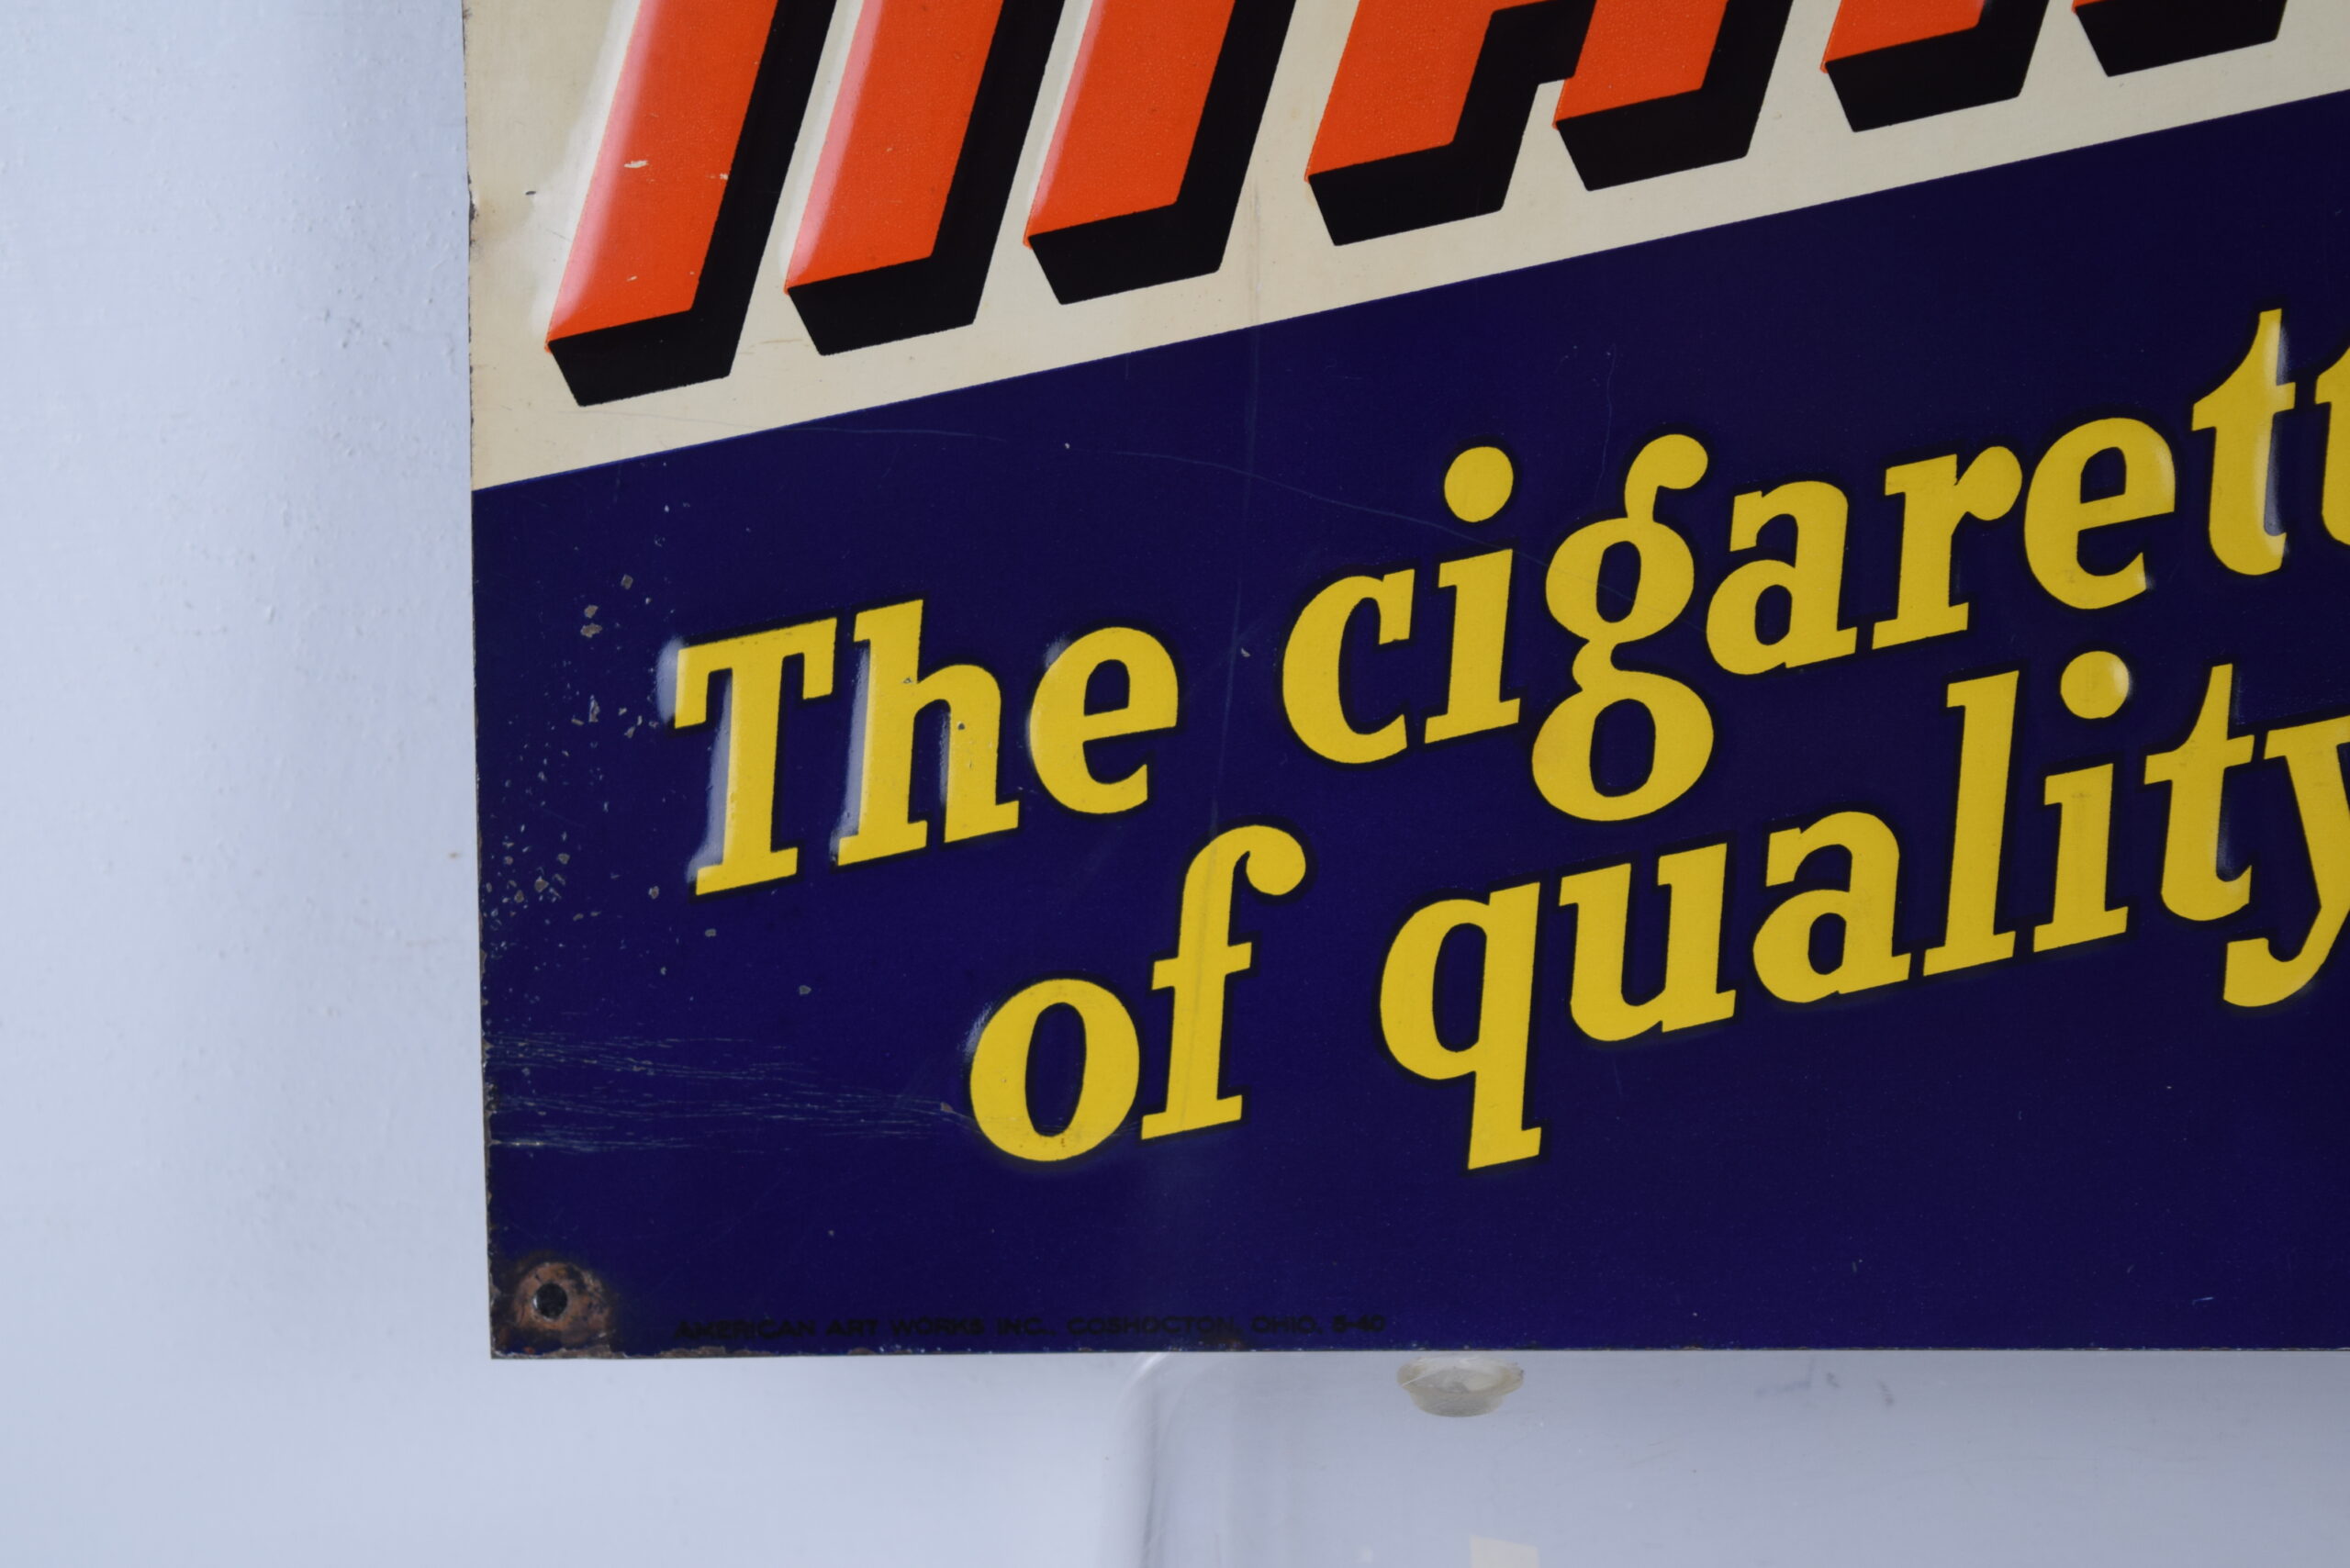 The cigarett
of quality
AMERICAN ART WORKS INC., COSHOCTON, OHIO. 5-40